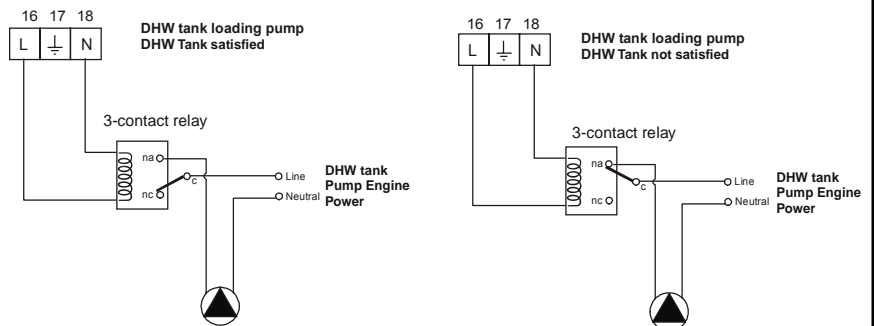 16 17 18
L N
DHW tank loading pump
DHW Tank satisfied
3-contact relay
na
nc
c
Line
Neutral
DHW tank
Pump Engine
Power
16 17 18
L N
DHW tank loading pump
DHW Tank not satisfied
3-contact relay
na
nc
c
Line
Neutral
DHW tank
Pump Engine
Power